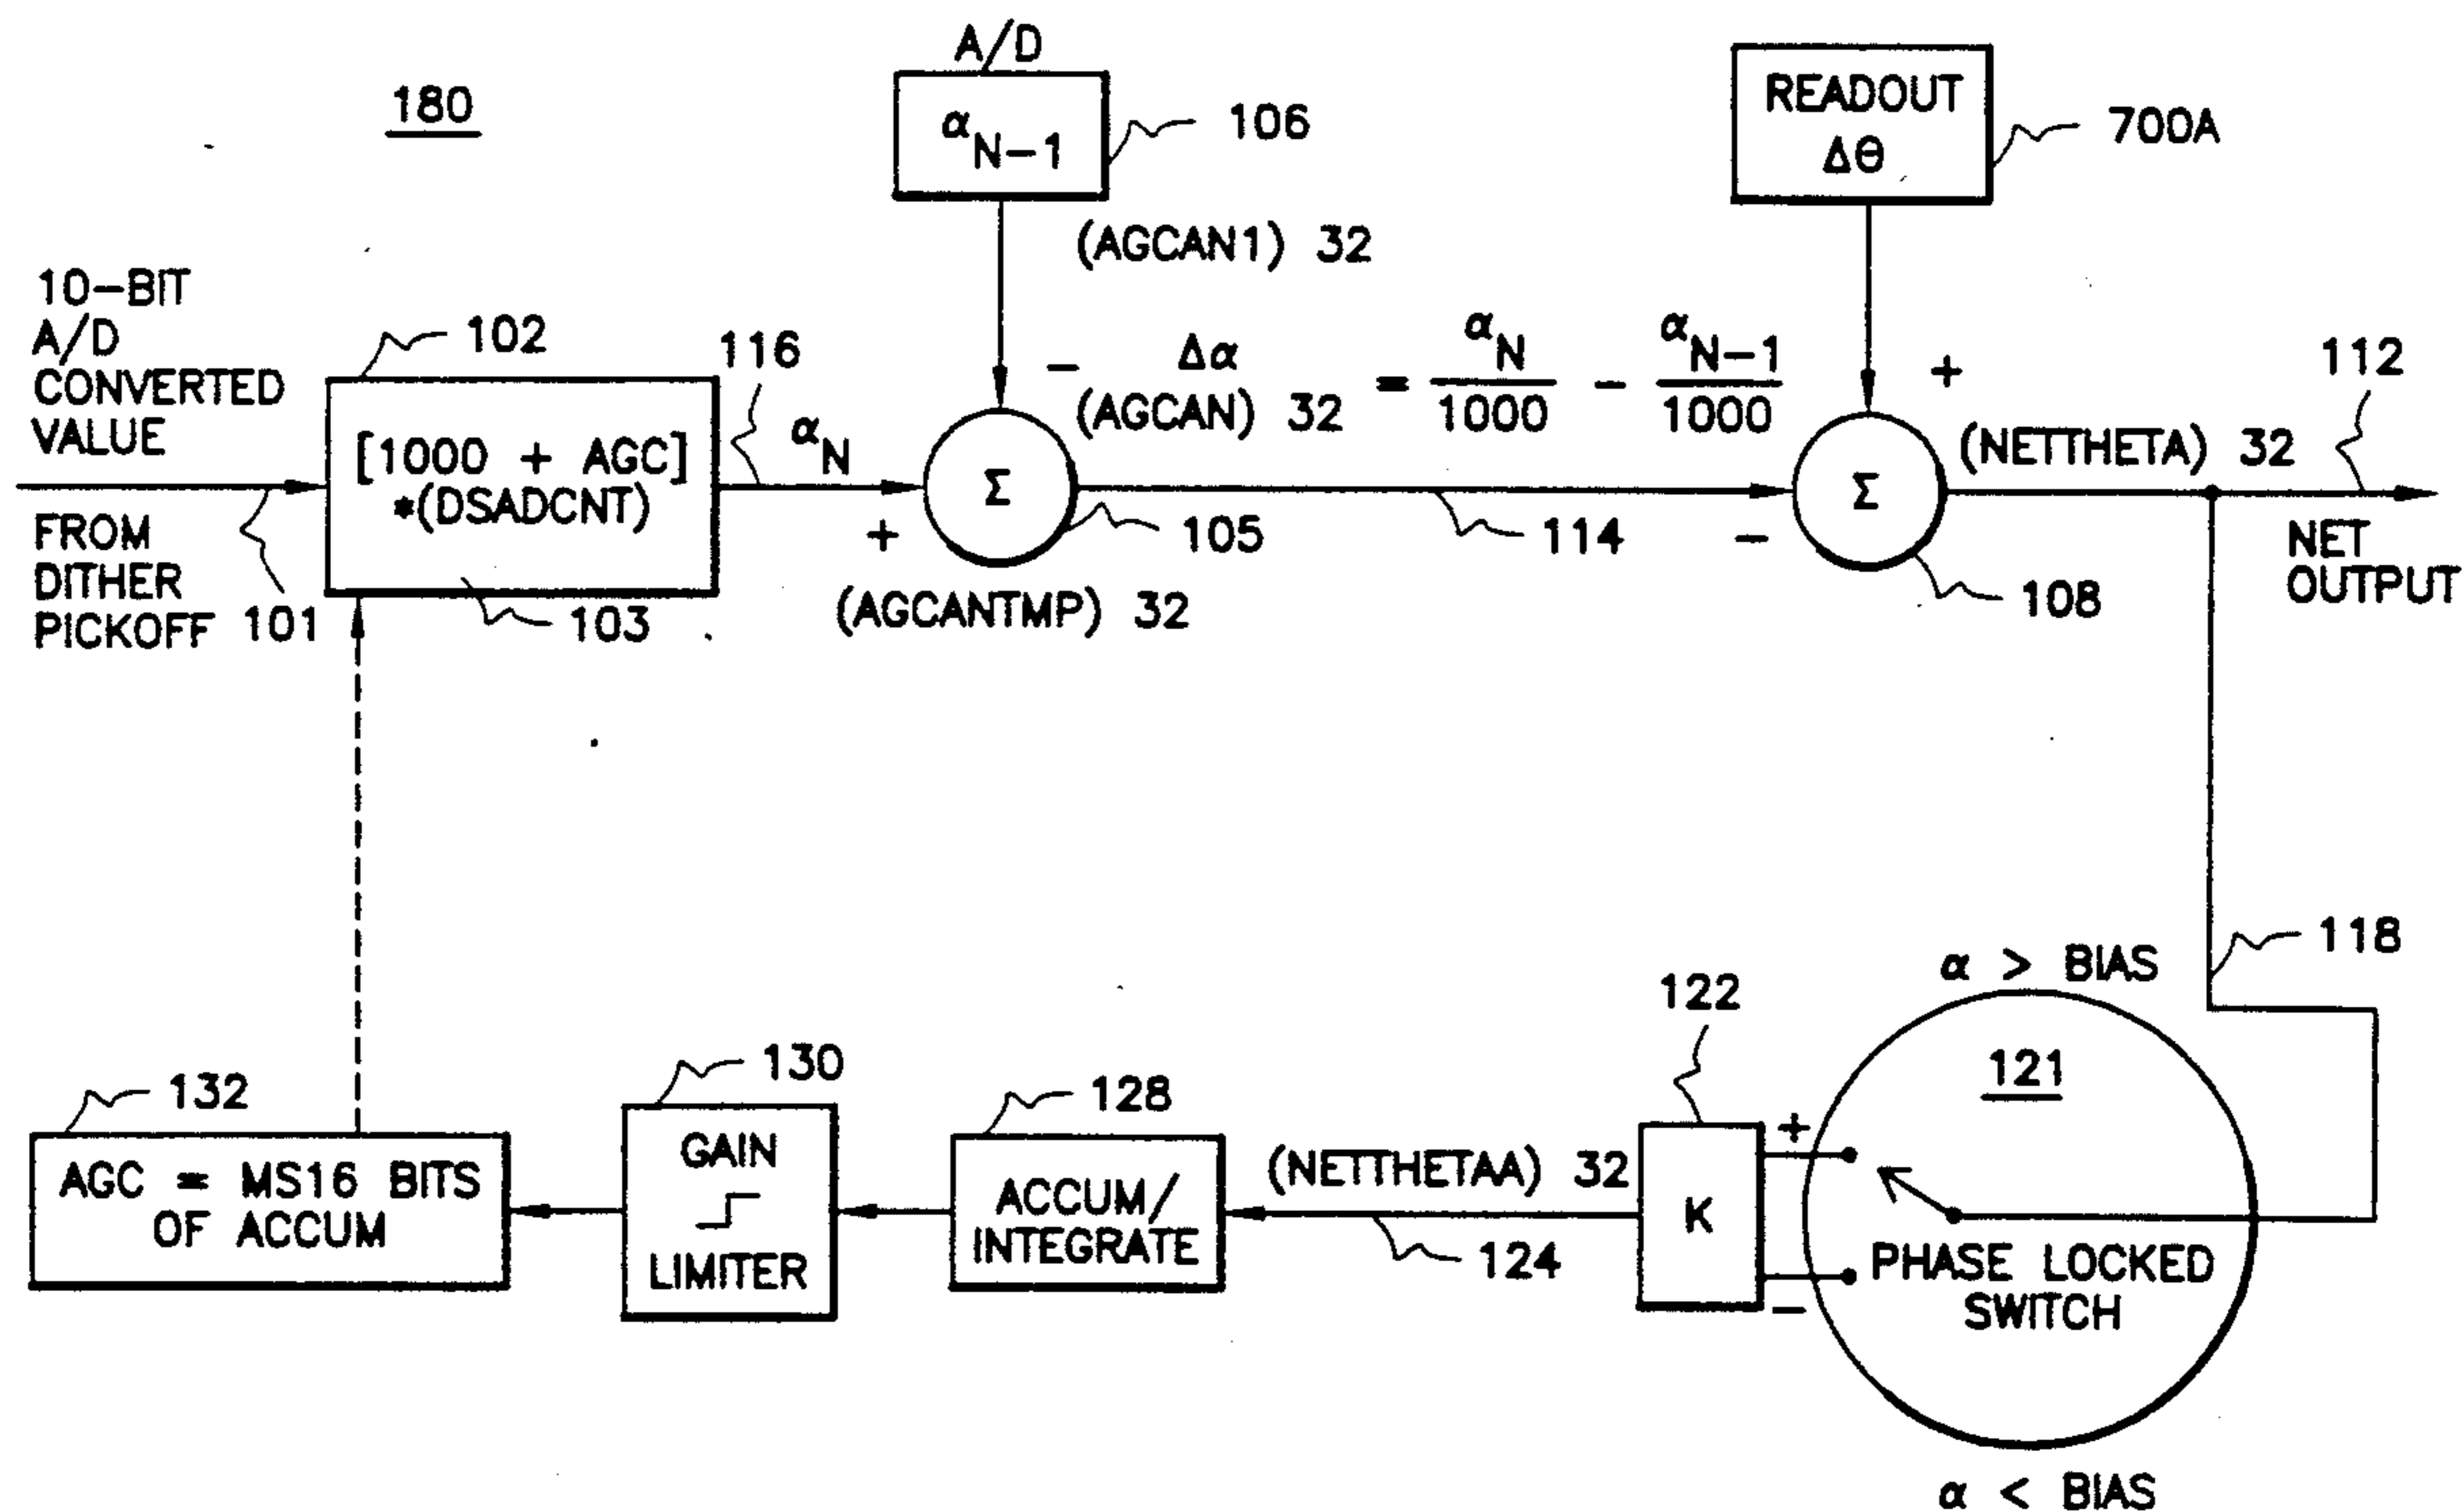 180
A/D
α N-1
106
READOUT
Δθ
700A
(AGCAN1) 32
10-BIT
A/D
CONVERTED
VALUE
FROM
DITHER
PICKOFF 101
102
[1000 + AGC]
*(DSADCNT)
103
116
α N
+
-
Σ
105
(AGCANTMP) 32
Δα
(AGCAN) 32 = α N / 1000 - α N-1 / 1000
114
+
-
Σ
108
(NETTHETA) 32
112
NET
OUTPUT
118
α > BIAS
121
PHASE LOCKED
SWITCH
α < BIAS
122
+
K
-
(NETTHETAA) 32
124
128
ACCUM/
INTEGRATE
130
GAIN
LIMITER
132
AGC = MS16 BITS
OF ACCUM